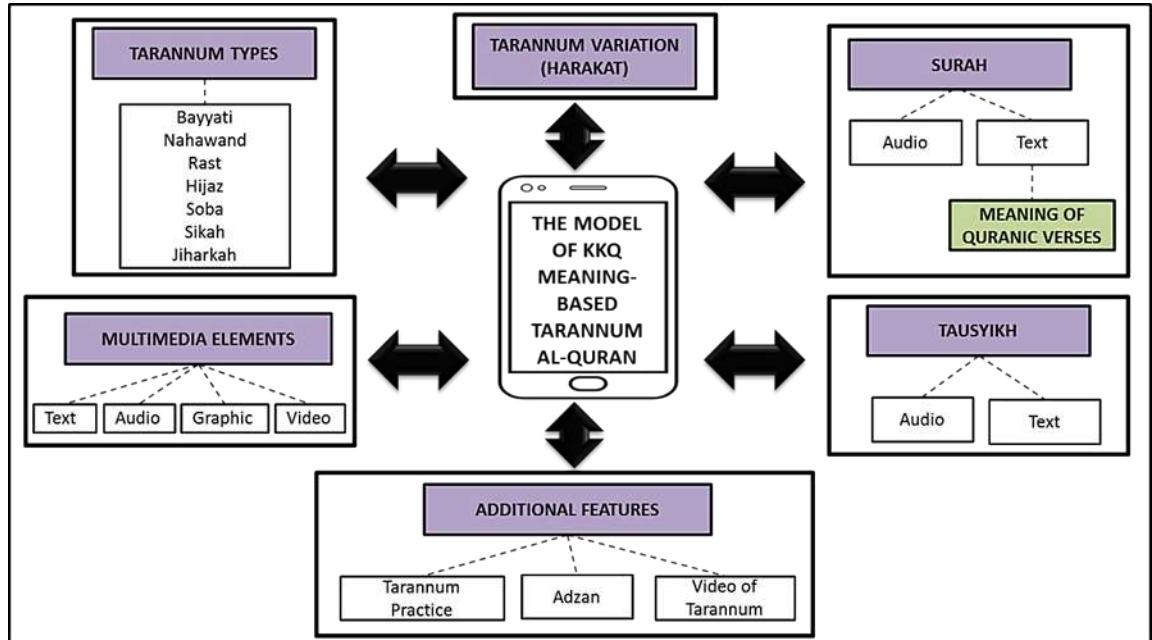 TARANNUM TYPES
Bayyati
Nahawand
Rast
Hijaz
Soba
Sikah
Jiharkah
TARANNUM VARIATION
(HARAKAT)
SURAH
Audio
Text
MEANING OF
QURANIC VERSES
THE MODEL
OF KKQ
MEANING-
BASED
TARANNUM
AL-QURAN
MULTIMEDIA ELEMENTS
Text
Audio
Graphic
Video
TAUSYIKH
Audio
Text
ADDITIONAL FEATURES
Tarannum
Practice
Adzan
Video of
Tarannum